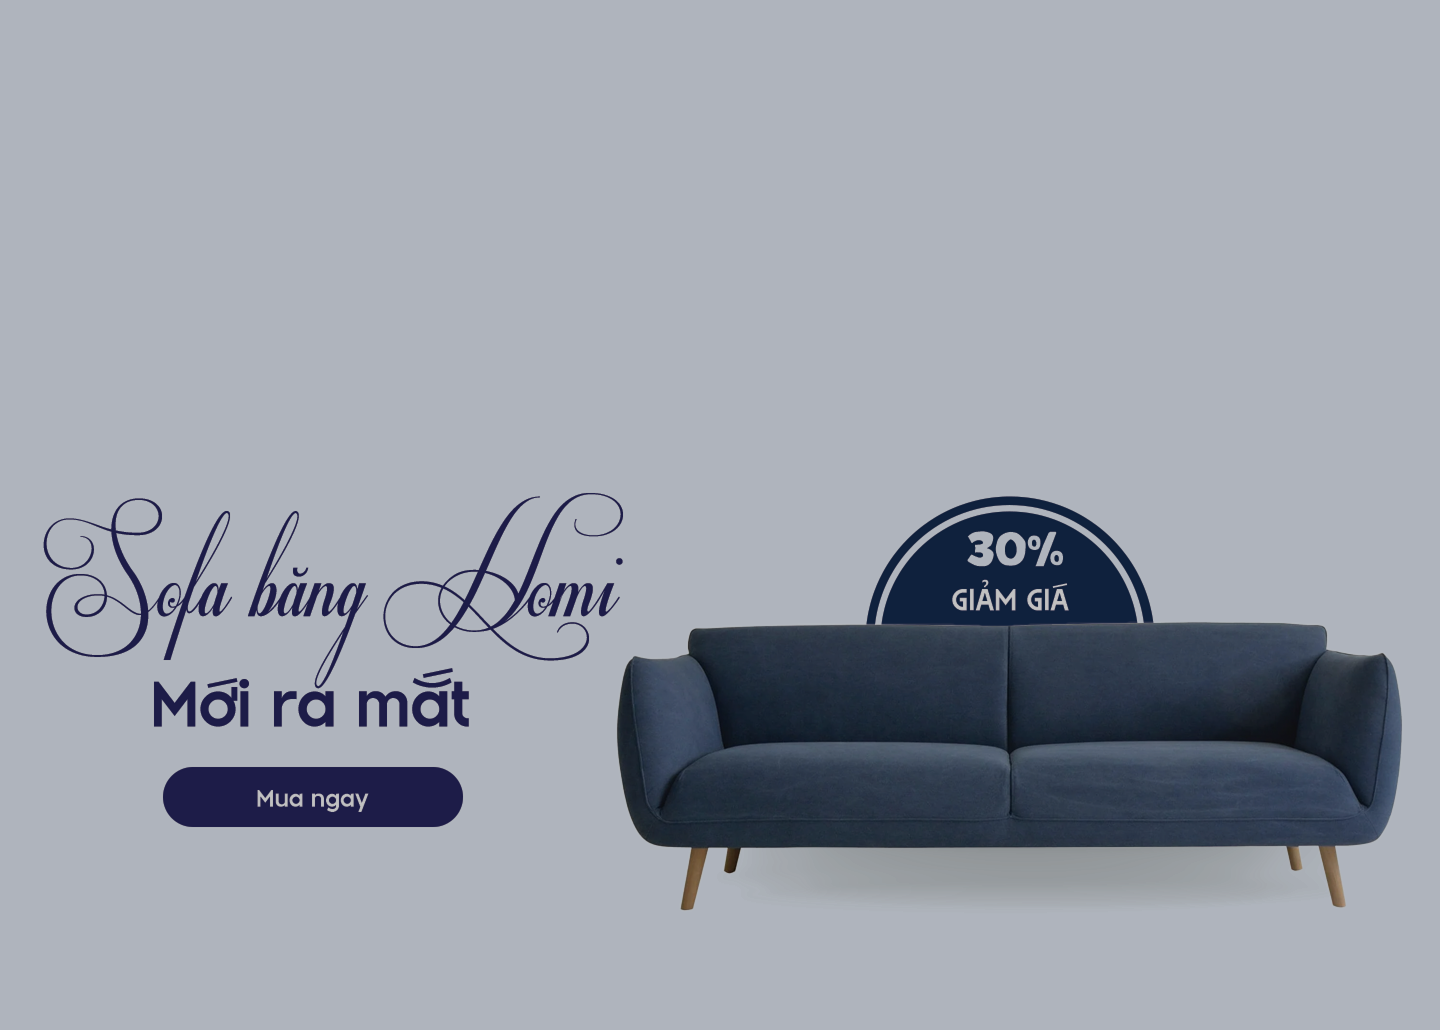 Sofa băng Homi
Mới ra mắt
Mua ngay
30%
GIẢM GIÁ